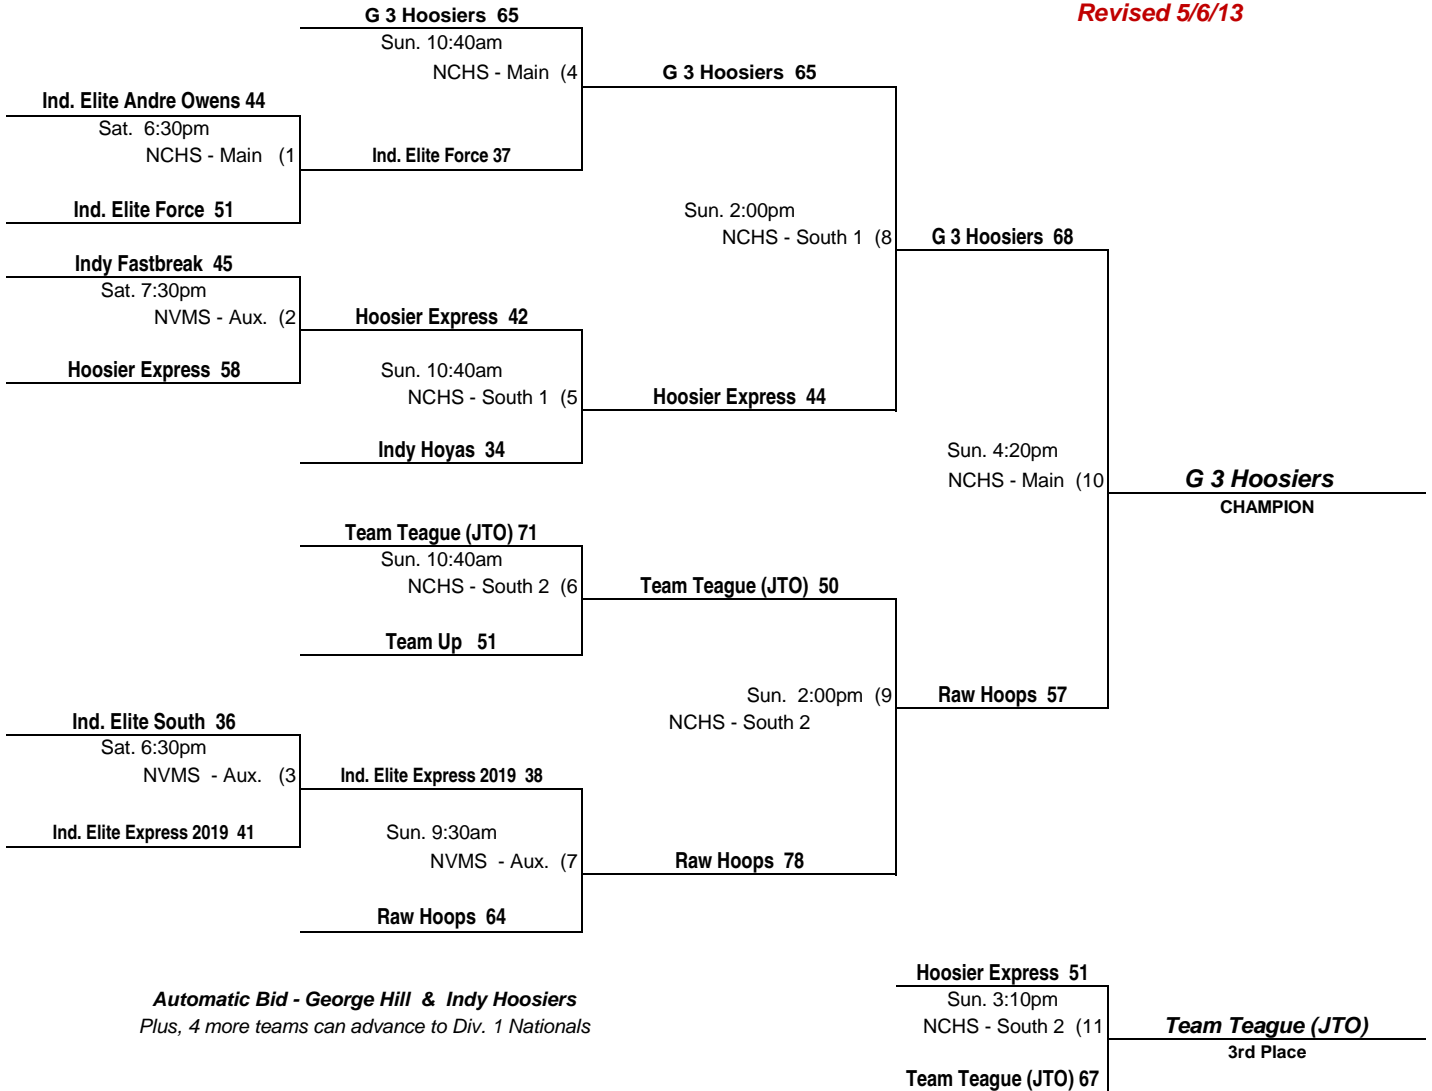 G 3 Hoosiers  65
Revised 5/6/13
Sun. 10:40am
NCHS - Main  (4
G 3 Hoosiers  65
Ind. Elite Andre Owens 44
Sat.  6:30pm
NCHS - Main   (1
Ind. Elite Force 37
Ind. Elite Force  51
Sun. 2:00pm
NCHS - South 1  (8
G 3 Hoosiers  68
Indy Fastbreak  45
Sat. 7:30pm
NVMS - Aux.  (2
Hoosier Express  42
Hoosier Express  58
Sun. 10:40am
NCHS - South 1  (5
Hoosier Express  44
Indy Hoyas  34
Sun. 4:20pm
NCHS - Main  (10
G 3 Hoosiers
CHAMPION
Team Teague (JTO) 71
Sun. 10:40am
NCHS - South 2  (6
Team Teague (JTO)  50
Team Up   51
Sun.  2:00pm  (9
NCHS - South 2
Raw Hoops  57
Ind. Elite South  36
Sat. 6:30pm
NVMS  - Aux.   (3
Ind. Elite Express 2019  38
Ind. Elite Express 2019  41
Sun. 9:30am
NVMS  - Aux.  (7
Raw Hoops  78
Raw Hoops  64
Hoosier Express  51
Automatic Bid - George Hill  &  Indy Hoosiers
Plus, 4 more teams can advance to Div. 1 Nationals
Sun. 3:10pm
NCHS - South 2  (11
Team Teague (JTO)
3rd Place
Team Teague (JTO) 67